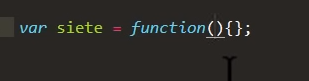 var siete = function(){};